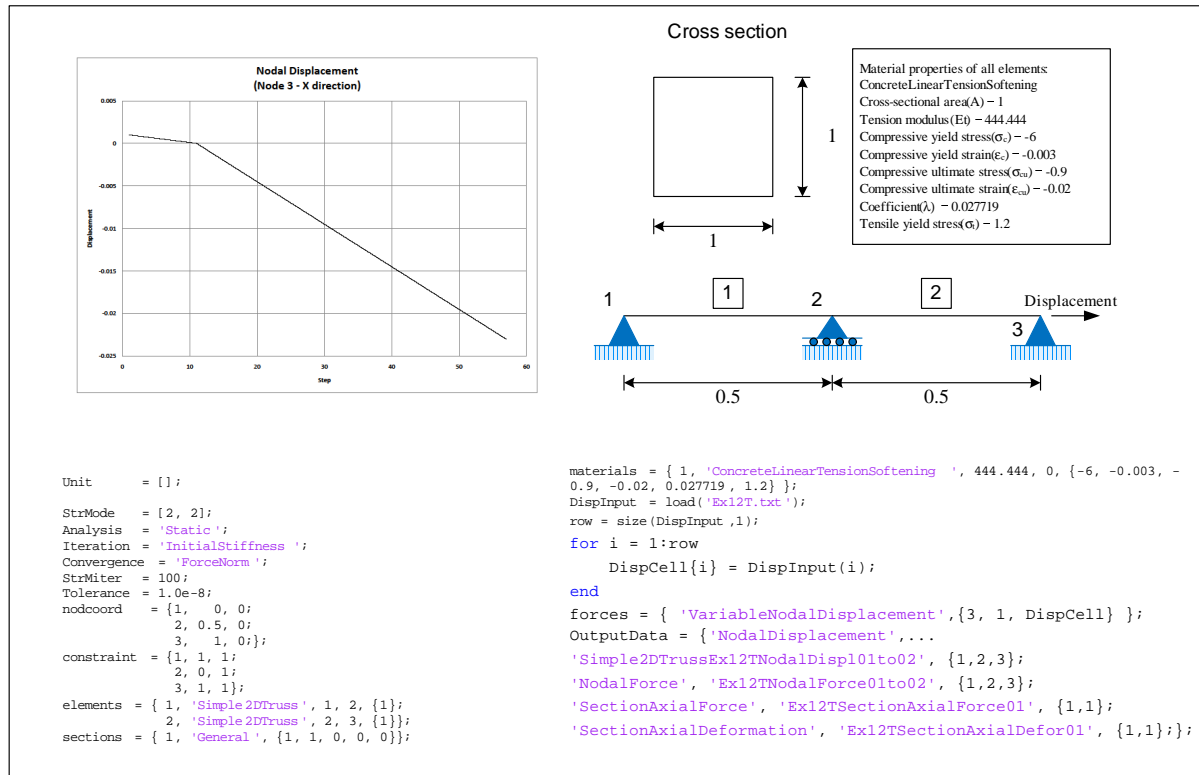 Cross section
Nodal Displacement
(Node 3 - X direction)
0.005
0
-0.005
-0.01
-0.015
-0.02
-0.025
Displacement
0 10 20 30 40 50 60
Step
1
1
Material properties of all elements:
ConcreteLinearTensionSoftening
Cross-sectional area(A) – 1
Tension modulus(Et) – 444.444
Compressive yield stress(σc) – -6
Compressive yield strain(εc) – -0.003
Compressive ultimate stress(σcu) – -0.9
Compressive ultimate strain(εcu) – -0.02
Coefficient(λ) – 0.027719
Tensile yield stress(σt) – 1.2
1 1 2 2 Displacement
3
0.5 0.5
Unit = [];
StrMode = [2, 2];
Analysis = 'Static';
Iteration = 'InitialStiffness ';
Convergence = 'ForceNorm';
StrMiter = 100;
Tolerance = 1.0e-8;
nodcoord = {1, 0, 0;
2, 0.5, 0;
3, 1, 0;};
constraint = {1, 1, 1;
2, 0, 1;
3, 1, 1};
elements = { 1, 'Simple2DTruss', 1, 2, {1};
2, 'Simple2DTruss', 2, 3, {1}};
sections = { 1, 'General', {1, 1, 0, 0, 0}};
materials = { 1, 'ConcreteLinearTensionSoftening ', 444.444, 0, {-6, -0.003, -
0.9, -0.02, 0.027719, 1.2} };
DispInput = load('Ex12T.txt');
row = size(DispInput,1);
for i = 1:row
DispCell{i} = DispInput(i);
end
forces = { 'VariableNodalDisplacement',{3, 1, DispCell} };
OutputData = {'NodalDisplacement',...
'Simple2DTrussEx12TNodalDispl01to02', {1,2,3};
'NodalForce', 'Ex12TNodalForce01to02', {1,2,3};
'SectionAxialForce', 'Ex12TSectionAxialForce01', {1,1};
'SectionAxialDeformation', 'Ex12TSectionAxialDefor01', {1,1};};